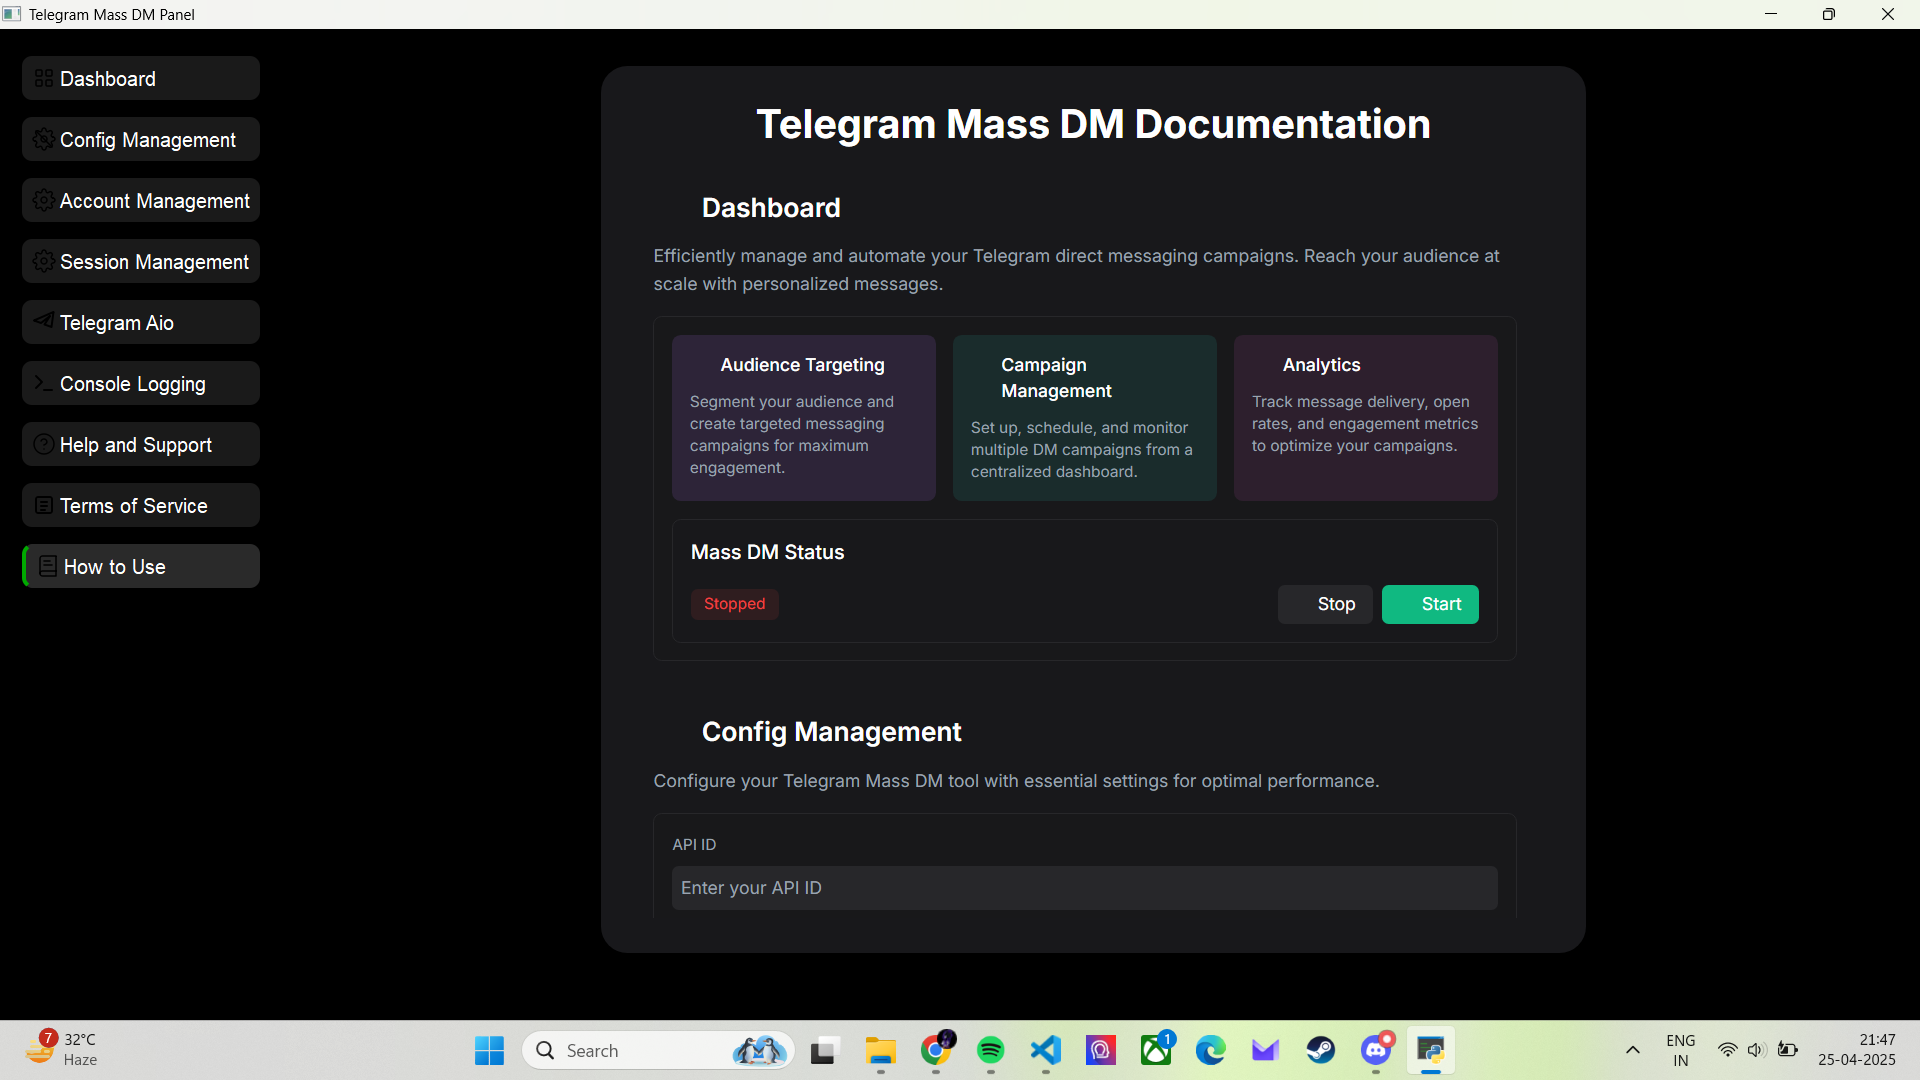 Telegram Mass DM Panel
Dashboard
Config Management
Account Management
Session Management
Telegram Aio
Console Logging
Help and Support
Terms of Service
How to Use
Telegram Mass DM Documentation
Dashboard
Efficiently manage and automate your Telegram direct messaging campaigns. Reach your audience at
scale with personalized messages.
Audience Targeting
Segment your audience and
create targeted messaging
campaigns for maximum
engagement.
Campaign
Management
Set up, schedule, and monitor
multiple DM campaigns from a
centralized dashboard.
Analytics
Track message delivery, open
rates, and engagement metrics
to optimize your campaigns.
Mass DM Status
Stopped
Stop
Start
Config Management
Configure your Telegram Mass DM tool with essential settings for optimal performance.
API ID
Enter your API ID
7
32°C
Haze
Search
1
ENG
IN
21:47
25-04-2025